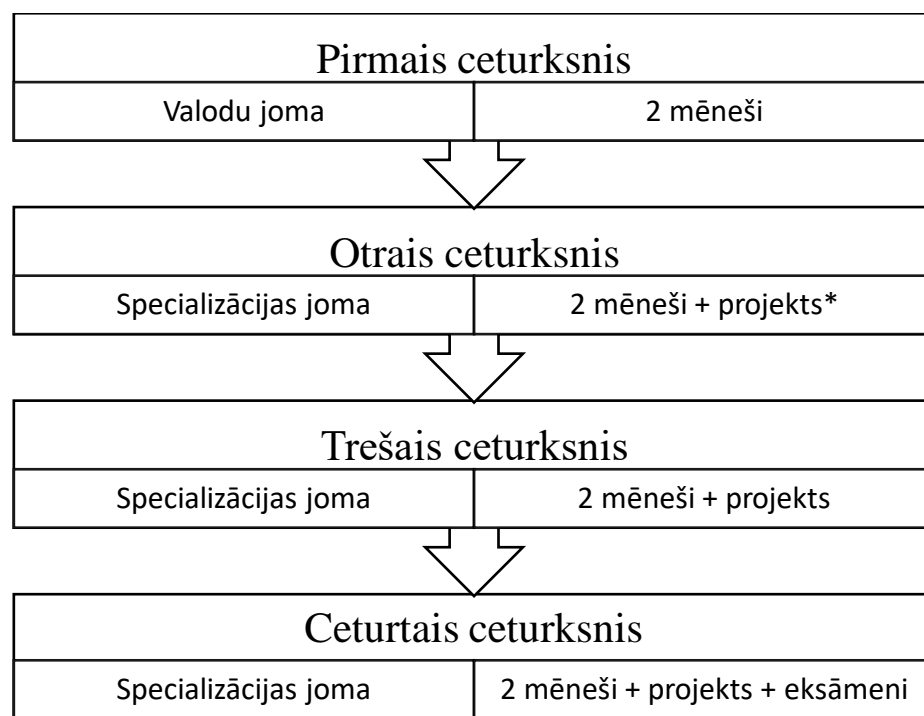 Pirmais ceturksnis
Valodu joma 2 mēneši
Otrais ceturksnis
Specializācijas joma 2 mēneši + projekts*
Trešais ceturksnis
Specializācijas joma 2 mēneši + projekts
Ceturtais ceturksnis
Specializācijas joma 2 mēneši + projekts + eksāmeni